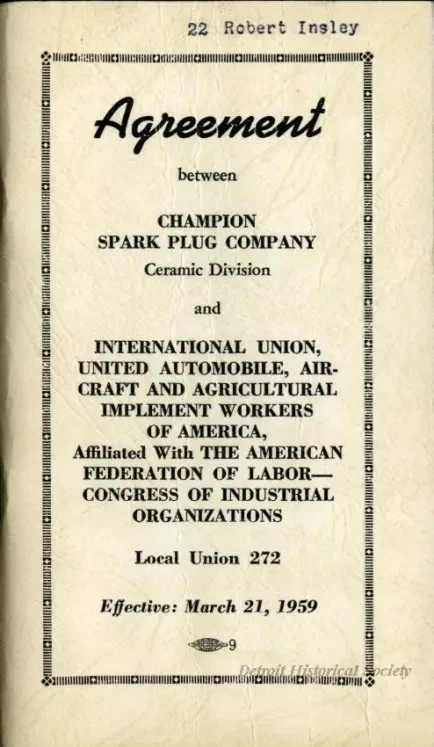 22 Robert Insley
Agreement
between
CHAMPION
SPARK PLUG COMPANY
Ceramic Division
and
INTERNATIONAL UNION,
UNITED AUTOMOBILE, AIR-
CRAFT AND AGRICULTURAL
IMPLEMENT WORKERS
OF AMERICA,
Affiliated With THE AMERICAN
FEDERATION OF LABOR—
CONGRESS OF INDUSTRIAL
ORGANIZATIONS
Local Union 272
Effective: March 21, 1959
9
Detroit Historical Society